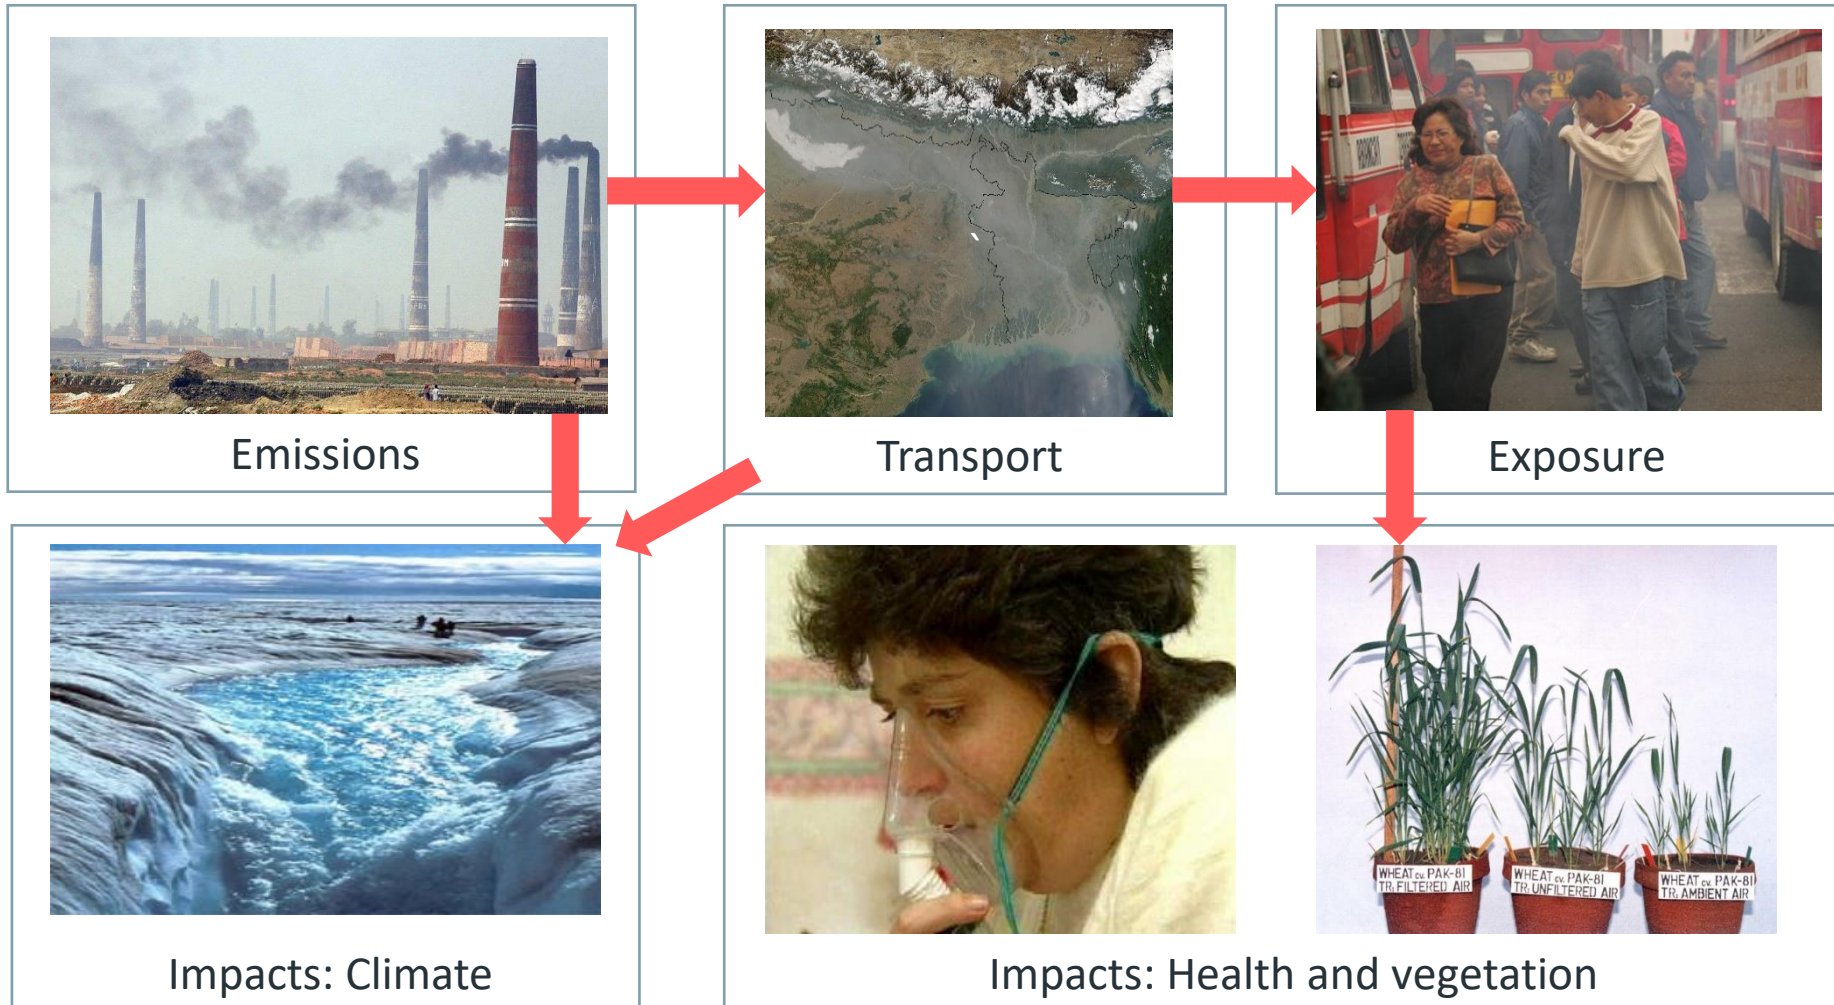 Emissions
Transport
Exposure
WHEAT cv. PAK-81
TR. FILTERED AIR
WHEAT cv. PAK-81
TR. UNFILTERED AIR
WHEAT cv. PAK-81
TR. AMBIENT AIR
Impacts: Climate
Impacts: Health and vegetation